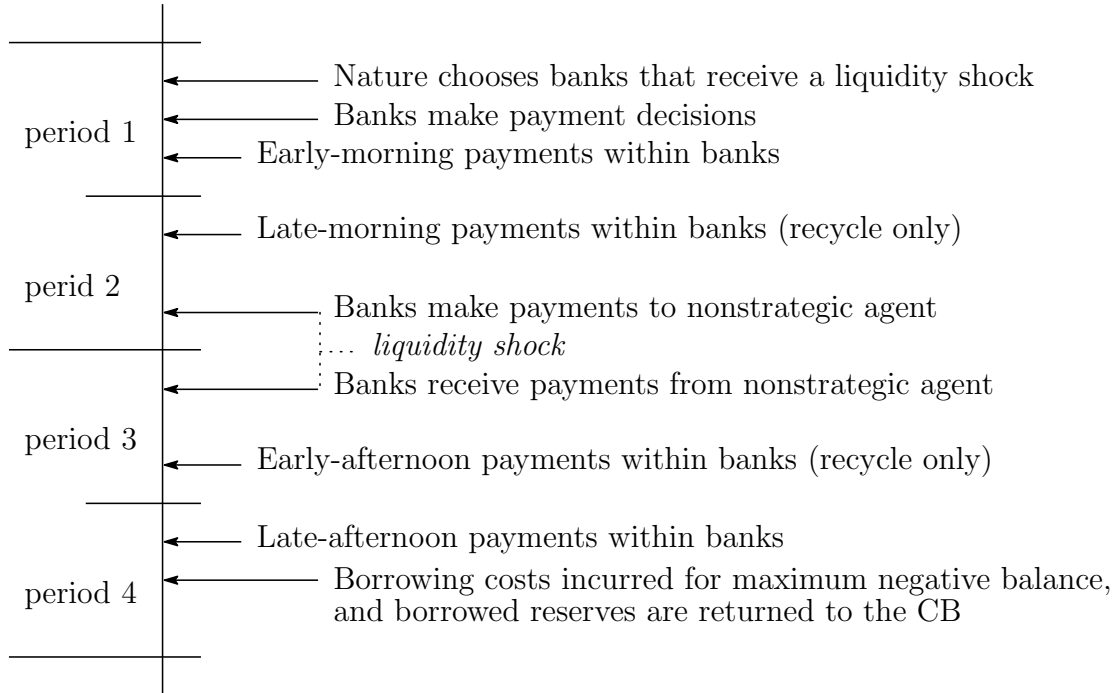 Nature chooses banks that receive a liquidity shock
Banks make payment decisions
period 1
Early-morning payments within banks
Late-morning payments within banks (recycle only)
perid 2
Banks make payments to nonstrategic agent
.... liquidity shock
Banks receive payments from nonstrategic agent
period 3
Early-afternoon payments within banks (recycle only)
Late-afternoon payments within banks
Borrowing costs incurred for maximum negative balance,
period 4
and borrowed reserves are returned to the CB